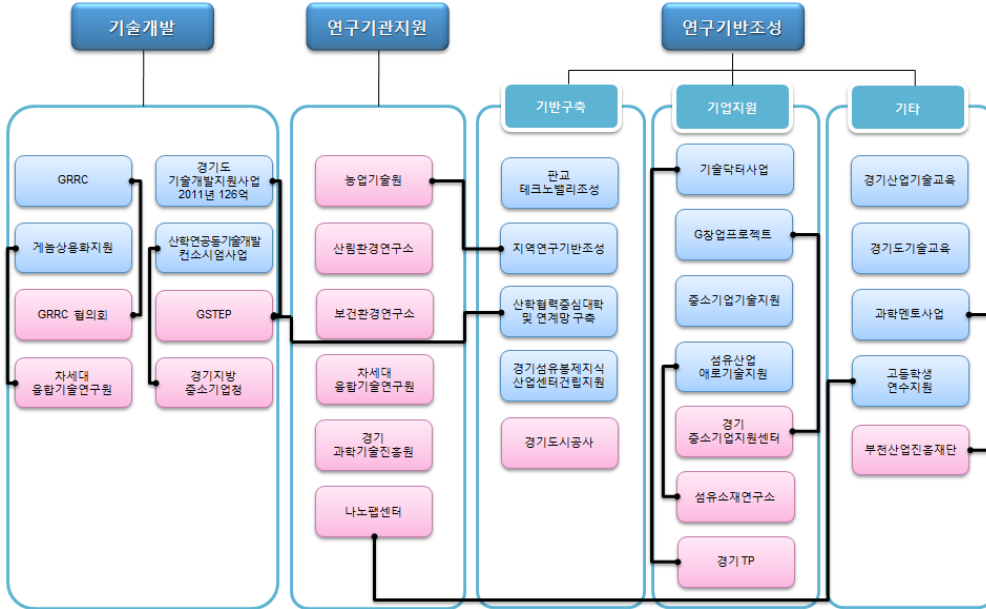 기술개발
연구기관지원
연구기반조성
기반구축
기업지원
기타
GRRC
경기도
기술개발지원사업
2011년 126억
게놈상용화지원
산학연공동기술개발
컨소시엄사업
GRRC 협의회
GSTEP
차세대
융합기술연구원
경기지방
중소기업청
농업기술원
산림환경연구소
보건환경연구소
차세대
융합기술연구원
경기
과학기술진흥원
나노팹센터
판교
테크노밸리조성
지역연구기반조성
산학협력중심대학
및 연계망 구축
경기섬유봉제지식
산업센터건립지원
경기도시공사
기술닥터사업
G창업프로젝트
중소기업기술지원
섬유산업
애로기술지원
경기
중소기업지원센터
섬유소재연구소
경기 TP
경기산업기술교육
경기도기술교육
과학멘토사업
고등학생
연수지원
부천산업진흥재단